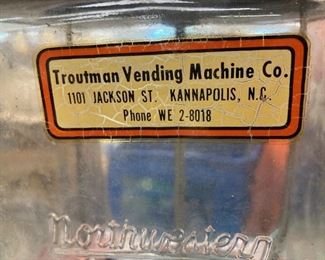 Troutman Vending Machine Co.
1101 JACKSON ST. KANNAPOLIS, N.C.
Phone WE 2-8018
Northwestern